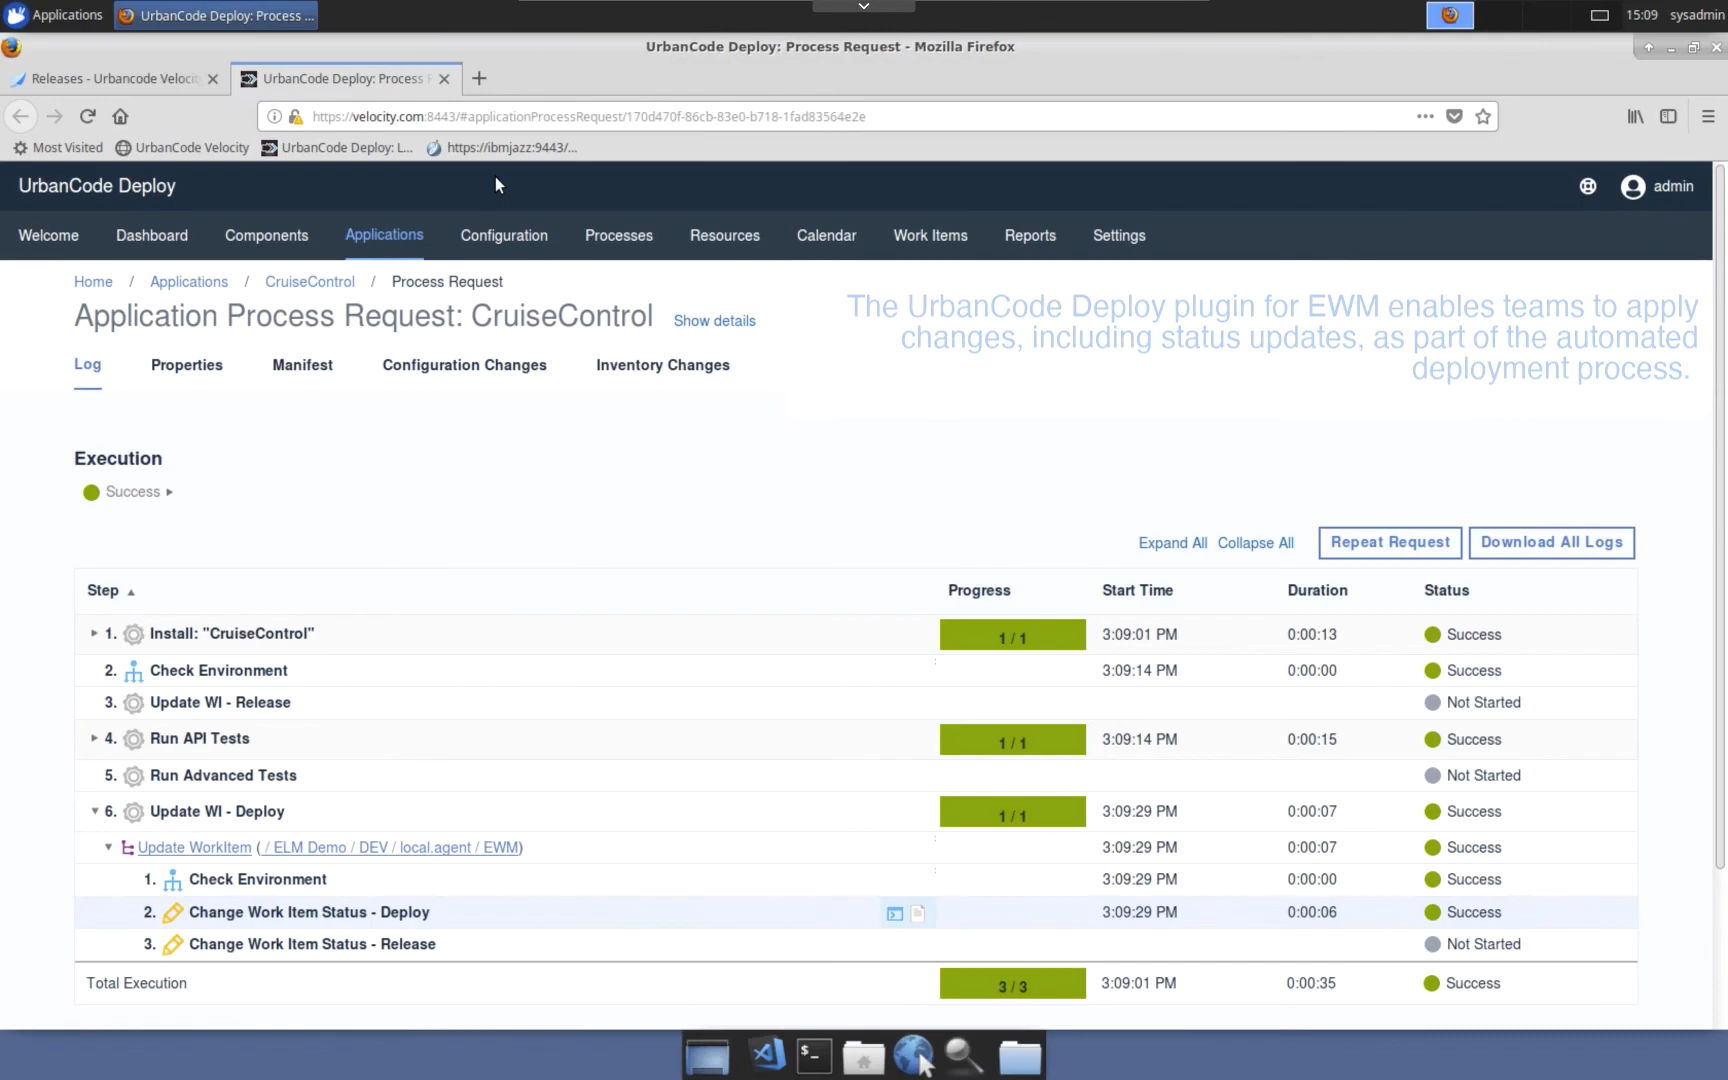 Applications
UrbanCode Deploy: Process ...
15:09
sysadmin
UrbanCode Deploy: Process Request - Mozilla Firefox
Releases - Urbancode Veloci
UrbanCode Deploy: Process
https://velocity.com:8443/#applicationProcessRequest/170d470f-86cb-83e0-b718-1fad83564e2e
Most Visited
UrbanCode Velocity
UrbanCode Deploy: L...
https://ibmjazz:9443/...
UrbanCode Deploy
admin
Welcome
Dashboard
Components
Applications
Configuration
Processes
Resources
Calendar
Work Items
Reports
Settings
Home / Applications / CruiseControl / Process Request
Application Process Request: CruiseControl
Show details
The UrbanCode Deploy plugin for EWM enables teams to apply
changes, including status updates, as part of the automated
deployment process.
Log
Properties
Manifest
Configuration Changes
Inventory Changes
Execution
Success
Expand All
Collapse All
Repeat Request
Download All Logs
Step Progress Start Time Duration Status
1. Install: "CruiseControl" 1 / 1 3:09:01 PM 0:00:13 Success
2. Check Environment 3:09:14 PM 0:00:00 Success
3. Update WI - Release Not Started
4. Run API Tests 1 / 1 3:09:14 PM 0:00:15 Success
5. Run Advanced Tests Not Started
6. Update WI - Deploy 1 / 1 3:09:29 PM 0:00:07 Success
Update WorkItem ( / ELM Demo / DEV / local.agent / EWM) 3:09:29 PM 0:00:07 Success
1. Check Environment 3:09:29 PM 0:00:00 Success
2. Change Work Item Status - Deploy 3:09:29 PM 0:00:06 Success
3. Change Work Item Status - Release Not Started
Total Execution 3 / 3 3:09:01 PM 0:00:35 Success